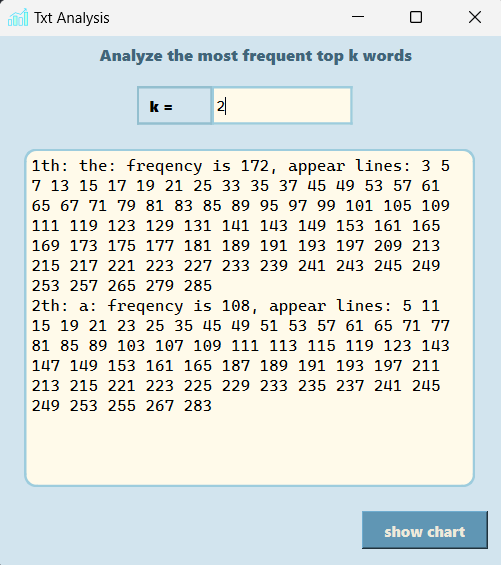 Txt Analysis
Analyze the most frequent top k words
k =
2
1th: the: freqency is 172, appear lines: 3 5
7 13 15 17 19 21 25 33 35 37 45 49 53 57 61
65 67 71 79 81 83 85 89 95 97 99 101 105 109
111 119 123 129 131 141 143 149 153 161 165
169 173 175 177 181 189 191 193 197 209 213
215 217 221 223 227 233 239 241 243 245 249
253 257 265 279 285
2th: a: freqency is 108, appear lines: 5 11
15 19 21 23 25 35 45 49 51 53 57 61 65 71 77
81 85 89 103 107 109 111 113 115 119 123 143
147 149 153 161 165 187 189 191 193 197 211
213 215 221 223 225 229 233 235 237 241 245
249 253 255 267 283
show chart